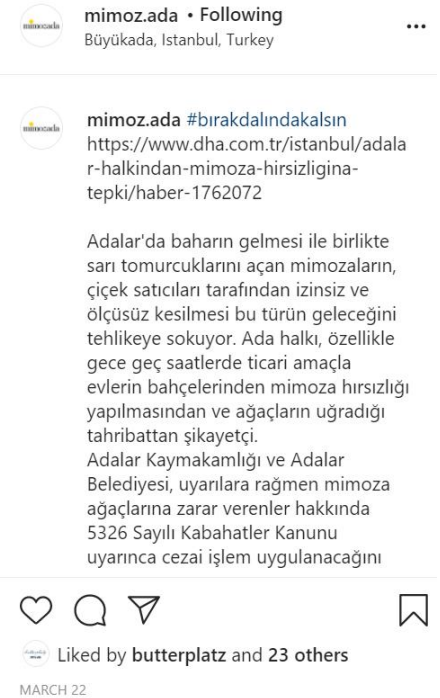 mimozada
mimoz.ada • Following
Büyükada, Istanbul, Turkey
mimozada
mimoz.ada #bırakdalındakalsın
https://www.dha.com.tr/istanbul/adala
r-halkindan-mimoza-hirsizligina-
tepki/haber-1762072
Adalar'da baharın gelmesi ile birlikte
sarı tomurcuklarını açan mimozaların,
çiçek satıcıları tarafından izinsiz ve
ölçüsüz kesilmesi bu türün geleceğini
tehlikeye sokuyor. Ada halkı, özellikle
gece geç saatlerde ticari amaçla
evlerin bahçelerinden mimoza hırsızlığı
yapılmasından ve ağaçların uğradığı
tahribattan şikayetçi.
Adalar Kaymakamlığı ve Adalar
Belediyesi, uyarılara rağmen mimoza
ağaçlarına zarar verenler hakkında
5326 Sayılı Kabahatler Kanunu
uyarınca cezai işlem uygulanacağını
Liked by butterplatz and 23 others
MARCH 22